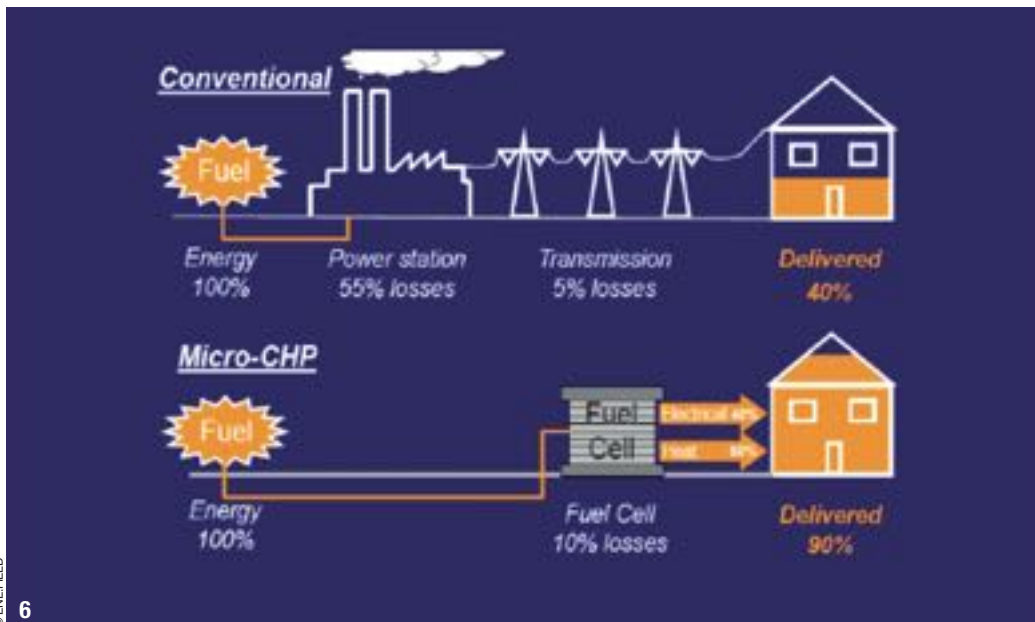 Conventional
Fuel
Energy
100%
Power station
55% losses
Transmission
5% losses
Delivered
40%
Micro-CHP
Fuel
Fuel
Cell
Electrical
Heat
Energy
100%
Fuel Cell
10% losses
Delivered
90%
6